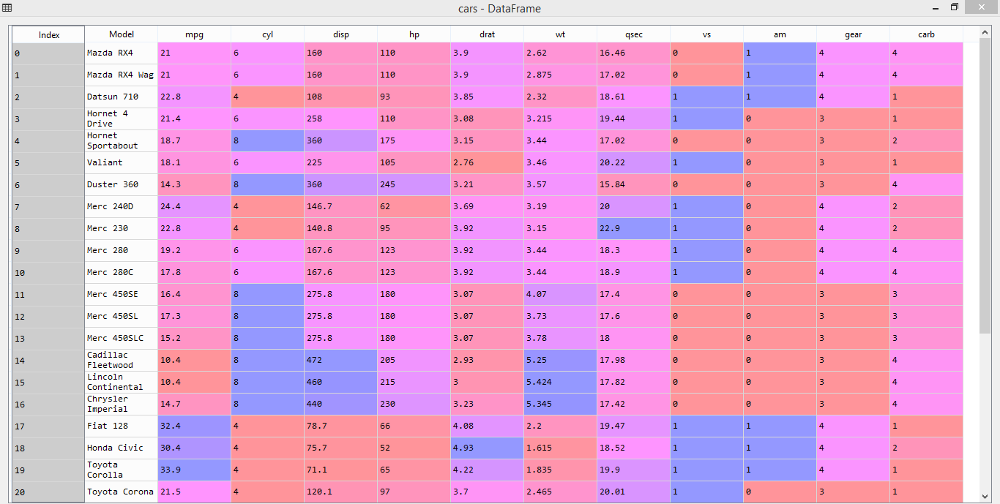 cars - DataFrame
Index Model mpg cyl disp hp drat wt qsec vs am gear carb
0 Mazda RX4 21 6 160 110 3.9 2.62 16.46 0 1 4 4
1 Mazda RX4 Wag 21 6 160 110 3.9 2.875 17.02 0 1 4 4
2 Datsun 710 22.8 4 108 93 3.85 2.32 18.61 1 1 4 1
3 Hornet 4 Drive 21.4 6 258 110 3.08 3.215 19.44 1 0 3 1
4 Hornet Sportabout 18.7 8 360 175 3.15 3.44 17.02 0 0 3 2
5 Valiant 18.1 6 225 105 2.76 3.46 20.22 1 0 3 1
6 Duster 360 14.3 8 360 245 3.21 3.57 15.84 0 0 3 4
7 Merc 240D 24.4 4 146.7 62 3.69 3.19 20 1 0 4 2
8 Merc 230 22.8 4 140.8 95 3.92 3.15 22.9 1 0 4 2
9 Merc 280 19.2 6 167.6 123 3.92 3.44 18.3 1 0 4 4
10 Merc 280C 17.8 6 167.6 123 3.92 3.44 18.9 1 0 4 4
11 Merc 450SE 16.4 8 275.8 180 3.07 4.07 17.4 0 0 3 3
12 Merc 450SL 17.3 8 275.8 180 3.07 3.73 17.6 0 0 3 3
13 Merc 450SLC 15.2 8 275.8 180 3.07 3.78 18 0 0 3 3
14 Cadillac Fleetwood 10.4 8 472 205 2.93 5.25 17.98 0 0 3 4
15 Lincoln Continental 10.4 8 460 215 3 5.424 17.82 0 0 3 4
16 Chrysler Imperial 14.7 8 440 230 3.23 5.345 17.42 0 0 3 4
17 Fiat 128 32.4 4 78.7 66 4.08 2.2 19.47 1 1 4 1
18 Honda Civic 30.4 4 75.7 52 4.93 1.615 18.52 1 1 4 2
19 Toyota Corolla 33.9 4 71.1 65 4.22 1.835 19.9 1 1 4 1
20 Toyota Corona 21.5 4 120.1 97 3.7 2.465 20.01 1 0 3 1